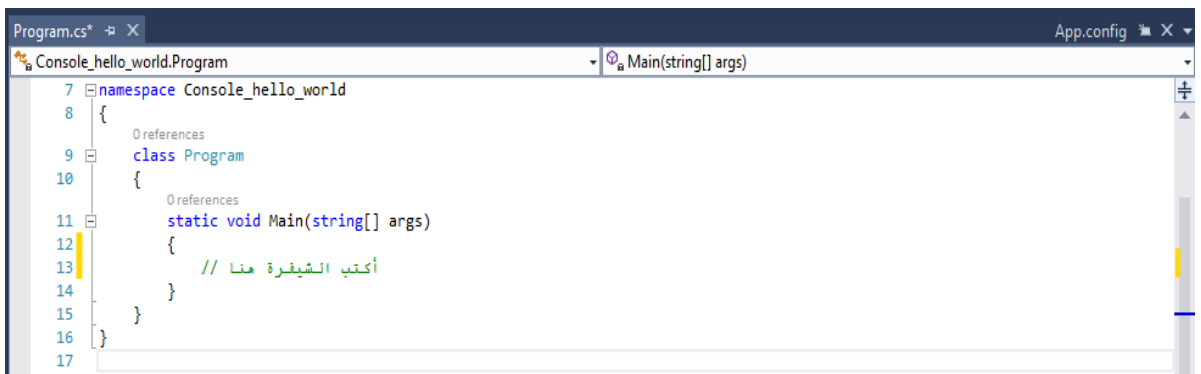 Program.cs* App.config
Console_hello_world.Program Main(string[] args)
7 namespace Console_hello_world
8 {
0 references
9 class Program
10 {
0 references
11 static void Main(string[] args)
12 {
13 // أكتب الشيفرة هنا
14 }
15 }
16 }
17